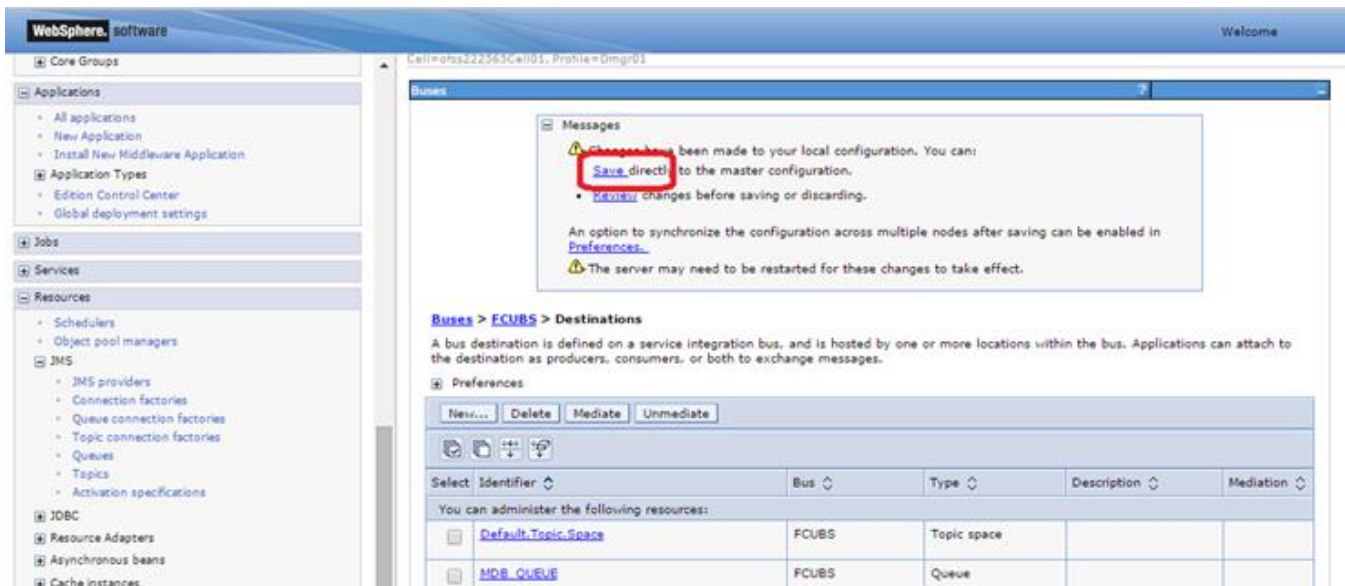 WebSphere. software
Welcome
Core Groups
Applications
All applications
New Application
Install New Middleware Application
Application Types
Edition Control Center
Global deployment settings
Jobs
Services
Resources
Schedulers
Object pool managers
JMS
JMS providers
Connection factories
Queue connection factories
Topic connection factories
Queues
Topics
Activation specifications
JDBC
Resource Adapters
Asynchronous beans
Cache instances
Profile=Dmgr01
Buses ?
Messages
Changes have been made to your local configuration. You can:
Save directly to the master configuration.
Review changes before saving or discarding.
An option to synchronize the configuration across multiple nodes after saving can be enabled in
Preferences.
The server may need to be restarted for these changes to take effect.
Buses > FCUBS > Destinations
A bus destination is defined on a service integration bus, and is hosted by one or more locations within the bus. Applications can attach to
the destination as producers, consumers, or both to exchange messages.
Preferences
New... Delete Mediate Unmediate
Select Identifier Bus Type Description Mediation
You can administer the following resources:
Default.Topic.Space FCUBS Topic space
MDB_QUEUE FCUBS Queue